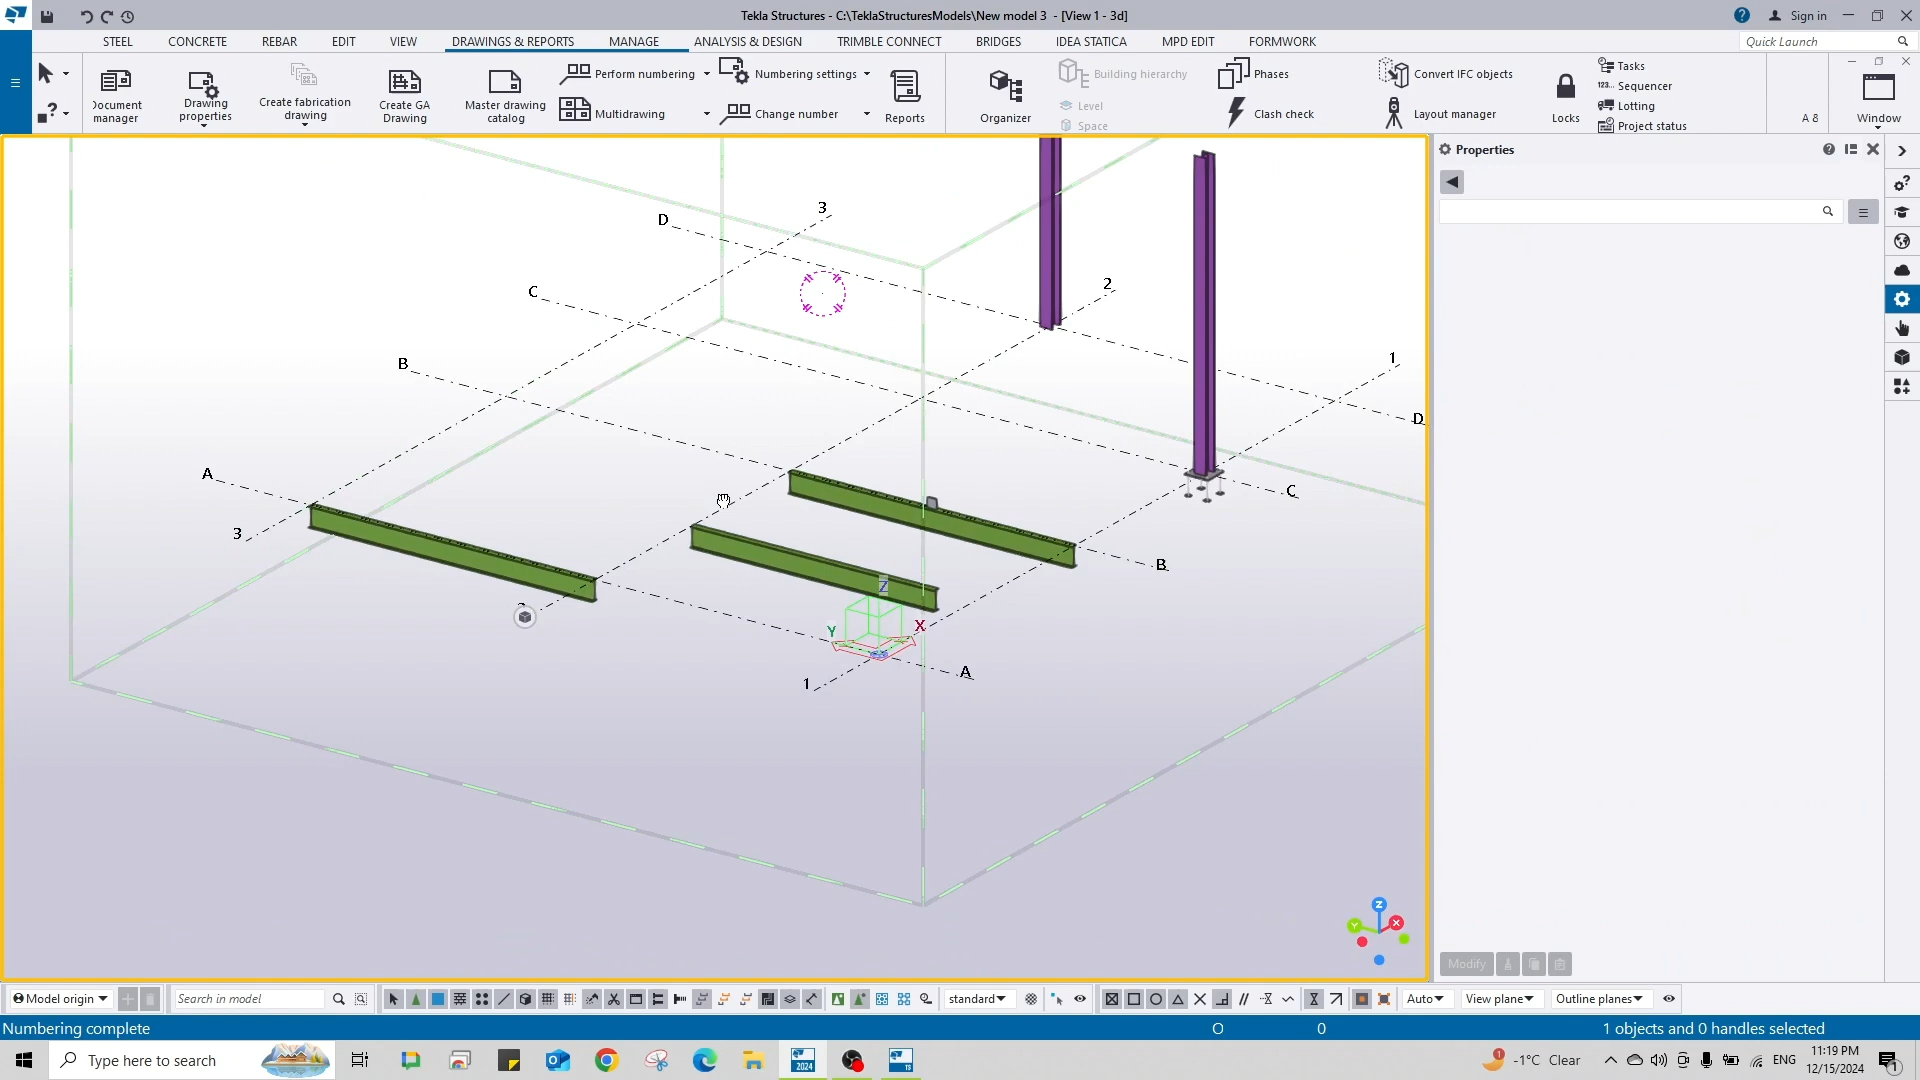 Tekla Structures - C:\TeklaStructuresModels\New model 3 - [View 1 - 3d]
Sign in
STEEL CONCRETE REBAR EDIT VIEW DRAWINGS & REPORTS MANAGE ANALYSIS & DESIGN TRIMBLE CONNECT BRIDGES IDEA STATICA MPD EDIT FORMWORK
Quick Launch
Document manager
Drawing properties
Create fabrication drawing
Create GA Drawing
Master drawing catalog
Perform numbering
Multidrawing
Numbering settings
Change number
Reports
Organizer
Building hierarchy
Level
Space
Phases
Clash check
Convert IFC objects
Layout manager
Locks
Tasks
Sequencer
Lotting
Project status
A 8
Window
Properties
3
D
2
C
1
B
D
A
C
3
B
Z
Y
X
A
1
Z
Y
X
Modify
Model origin
Search in model
standard
Auto
View plane
Outline planes
Numbering complete
O
0
1 objects and 0 handles selected
Type here to search
2024
TS
1
-1°C Clear
ENG
11:19 PM
12/15/2024
1